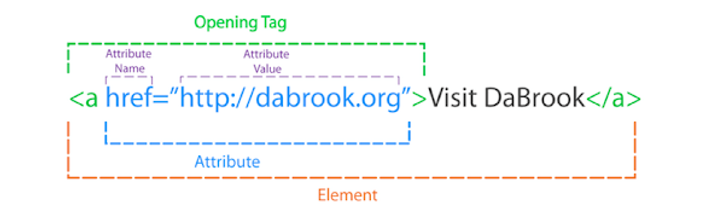 Opening Tag
Attribute Name
Attribute Value
<a href="http://dabrook.org">Visit DaBrook</a>
Attribute
Element